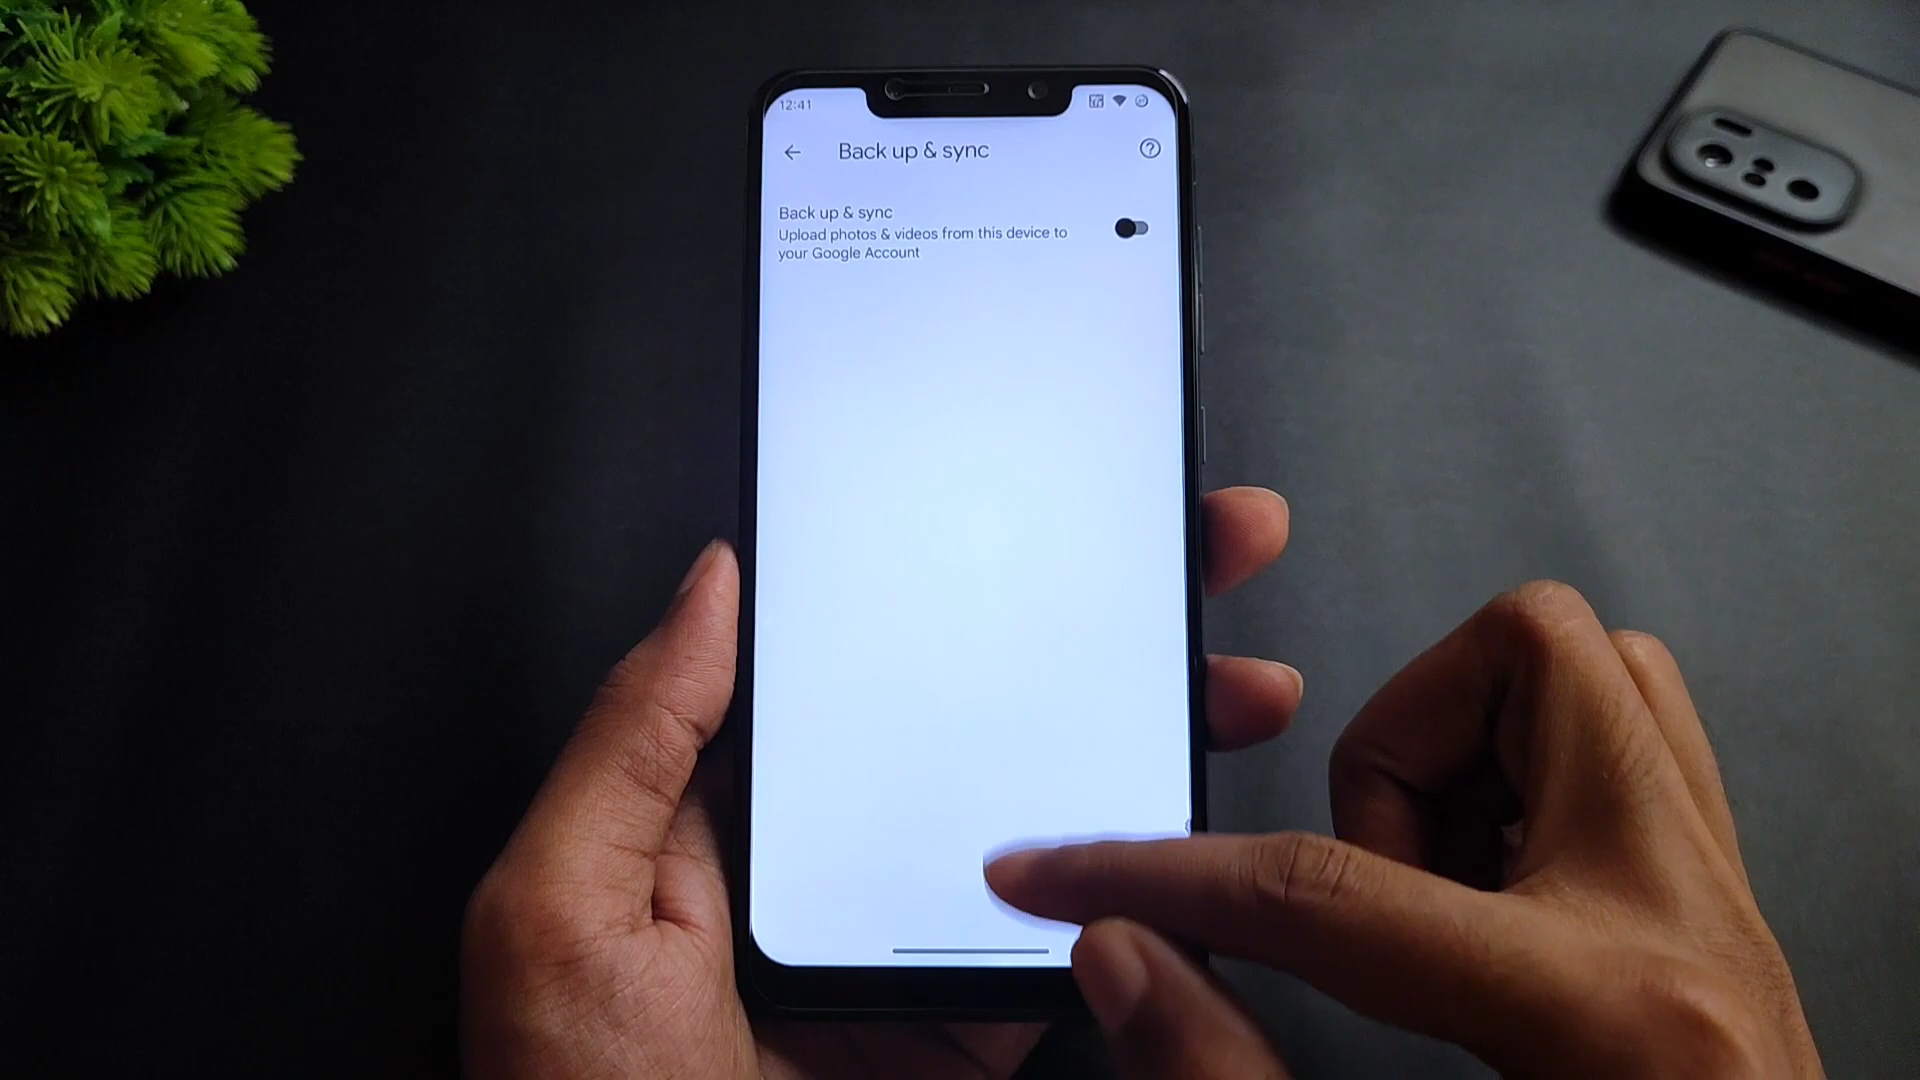 12:41
Back up & sync
Back up & sync
Upload photos & videos from this device to
your Google Account